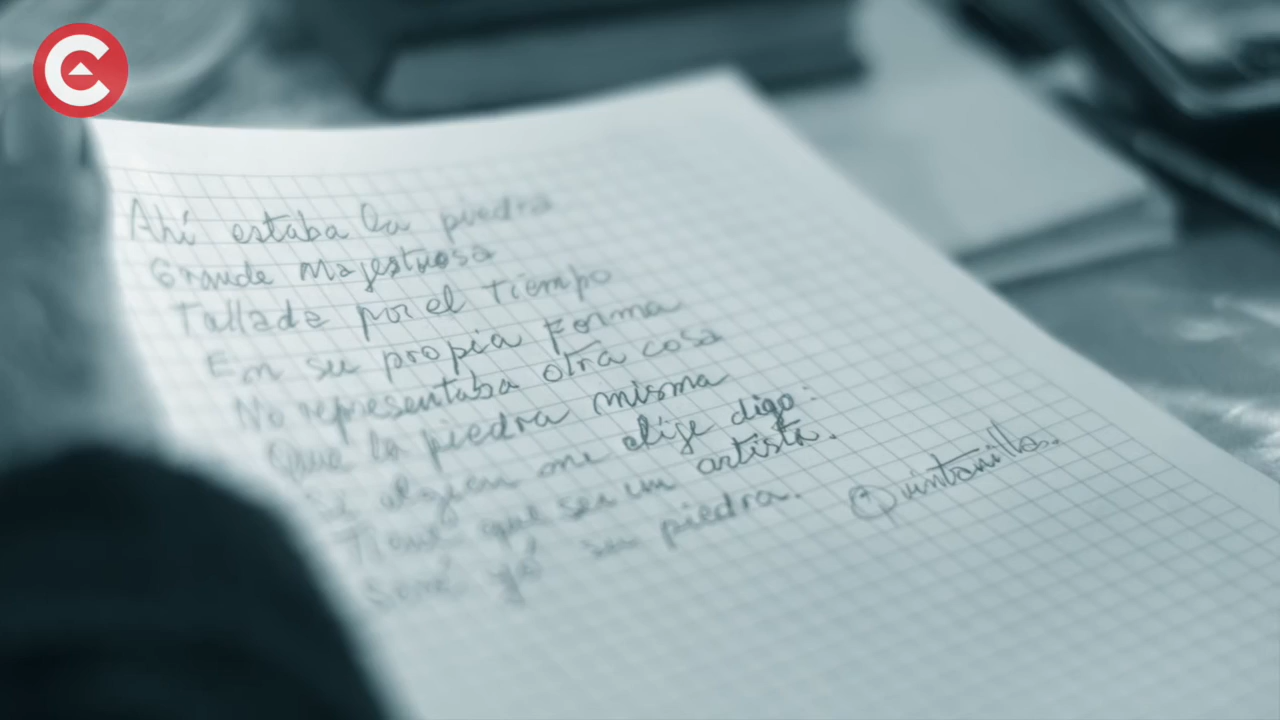 Ahí estaba la piedra
Grande Majestuosa
Tallada por el Tiempo
En su propia Forma
No representaba otra cosa
Que la piedra misma
Si alguien me elije digo:
Tiene que ser un artista.
Seré yo su piedra.
Quintanilla.